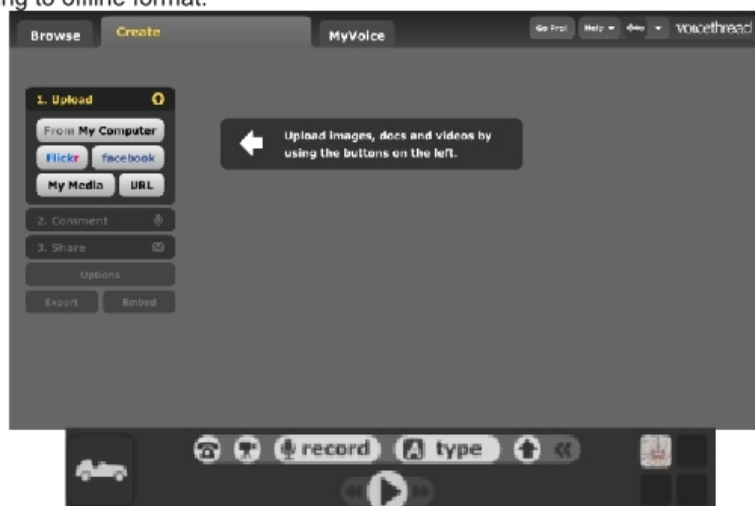 ng to offline format.
Browse Create MyVoice Go Pro! Help voicethread
1. Upload
From My Computer
Flickr facebook
My Media URL
Upload images, docs and videos by
using the buttons on the left.
2. Comment
3. Share
Options
Export Embed
record A type